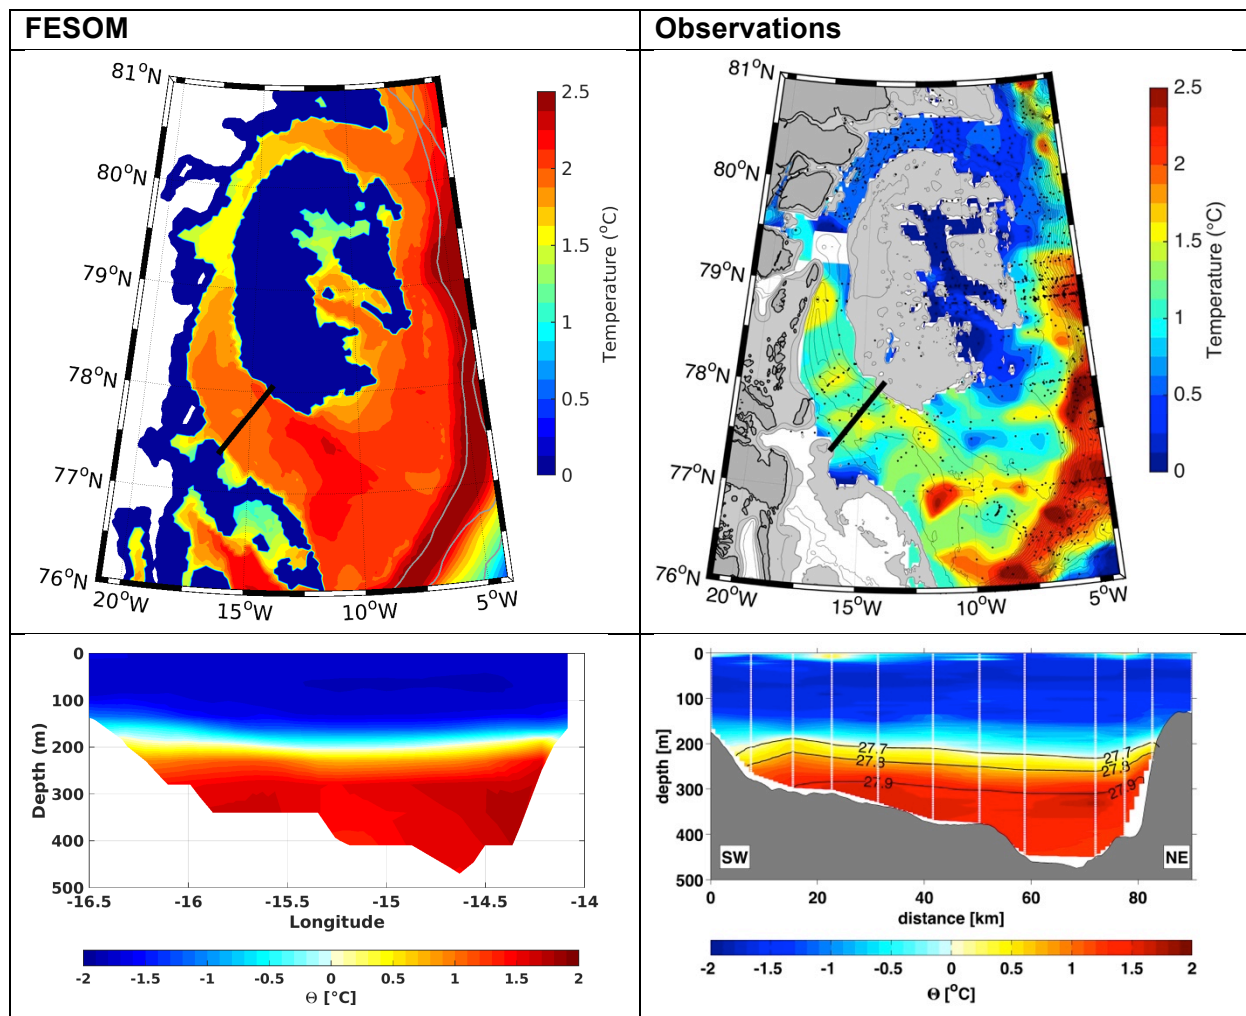 FESOM
Observations
81°N
80°N
79°N
78°N
77°N
76°N
20°W
15°W
10°W
5°W
2.5
2
1.5
1
0.5
0
Temperature (°C)
81°N
80°N
79°N
78°N
77°N
76°N
20°W
15°W
10°W
5°W
2.5
2
1.5
1
0.5
0
Temperature (°C)
0
100
200
300
400
500
Depth (m)
-16.5 -16 -15.5 -15 -14.5 -14
Longitude
-2 -1.5 -1 -0.5 0 0.5 1 1.5 2
Θ [°C]
0
100
200
300
400
500
depth [m]
27.7 27.7
27.8 27.8
27.9 27.9
SW NE
0 20 40 60 80
distance [km]
-2 -1.5 -1 -0.5 0 0.5 1 1.5 2
Θ [°C]